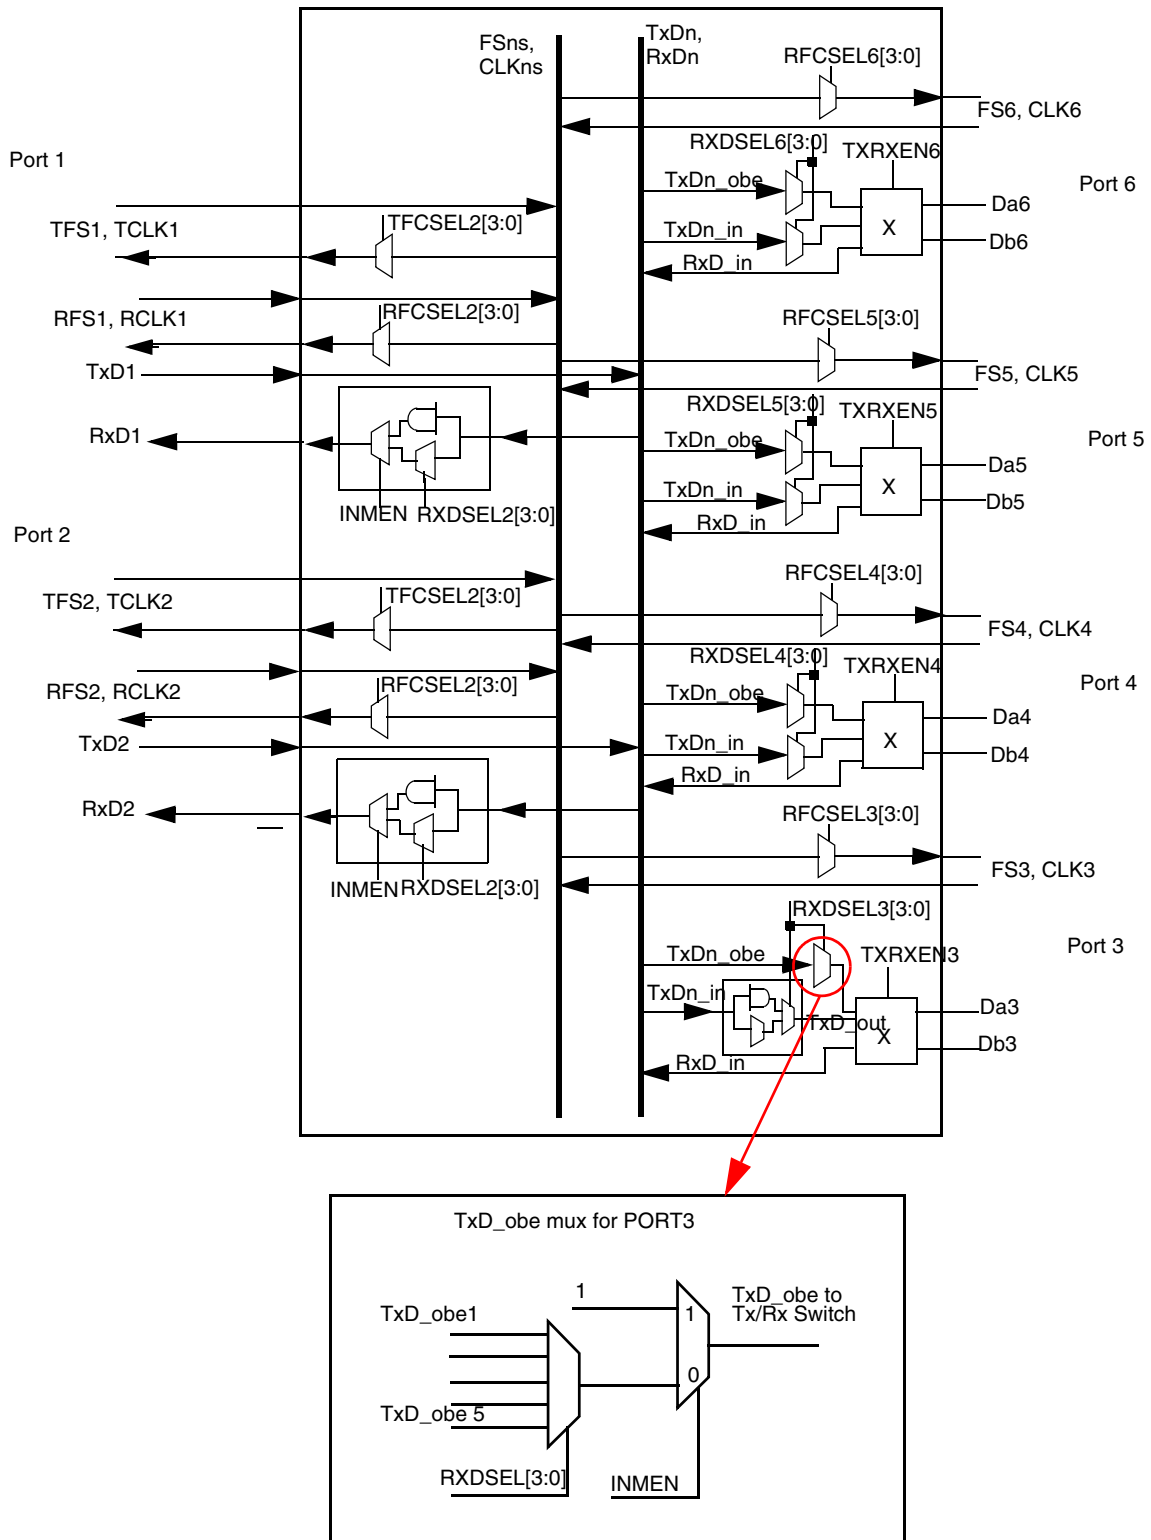 FSns,
CLKns
TxDn,
RxDn
RFCSEL6[3:0]
FS6, CLK6
RXDSEL6[3:0]
TXRXEN6
Port 1
Port 6
TxDn_obe
Da6
TFS1, TCLK1
TFCSEL2[3:0]
TxDn_in
X
Db6
RxD_in
RFS1, RCLK1
RFCSEL2[3:0]
RFCSEL5[3:0]
TxD1
FS5, CLK5
RXDSEL5[3:0]
TXRXEN5
RxD1
TxDn_obe
Port 5
Da5
TxDn_in
X
Db5
INMEN
RXDSEL2[3:0]
RxD_in
Port 2
RFCSEL4[3:0]
TFS2, TCLK2
TFCSEL2[3:0]
FS4, CLK4
RXDSEL4[3:0]
TXRXEN4
RFS2, RCLK2
RFCSEL2[3:0]
TxDn_obe
Port 4
Da4
TxD2
TxDn_in
X
Db4
RxD_in
RxD2
RFCSEL3[3:0]
FS3, CLK3
INMEN
RXDSEL2[3:0]
RXDSEL3[3:0]
TxDn_obe
TXRXEN3
Port 3
TxDn_in
Da3
TxD_out
X
Db3
RxD_in
TxD_obe mux for PORT3
1
TxD_obe to
Tx/Rx Switch
TxD_obe1
1
0
TxD_obe 5
RXDSEL[3:0]
INMEN